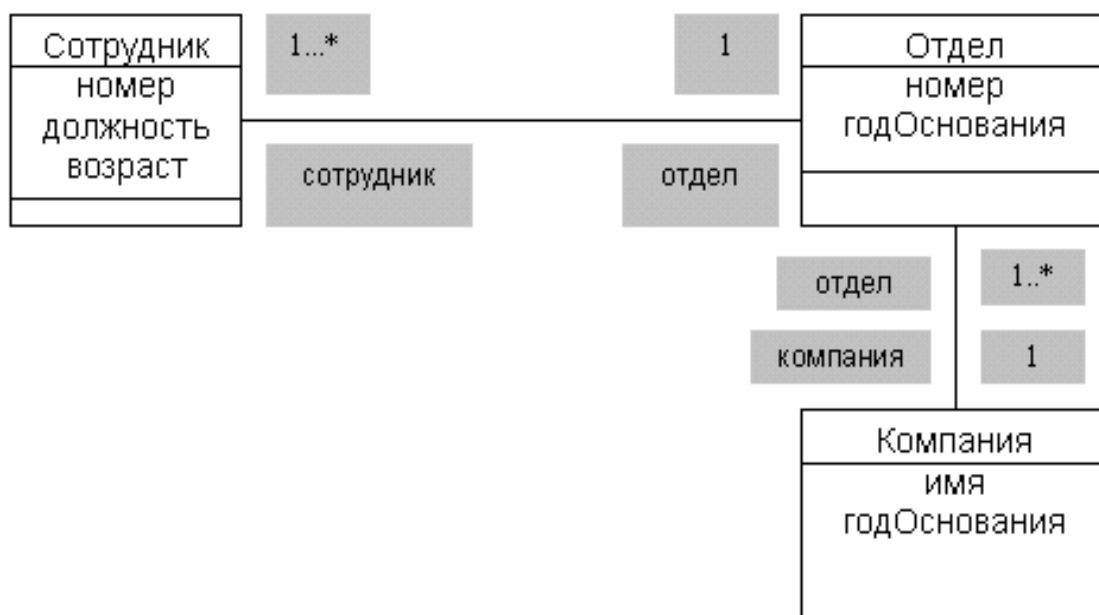 Сотрудник
номер
должность
возраст
1...*
1
сотрудник
отдел
Отдел
номер
годОснования
отдел
1..*
компания
1
Компания
имя
годОснования